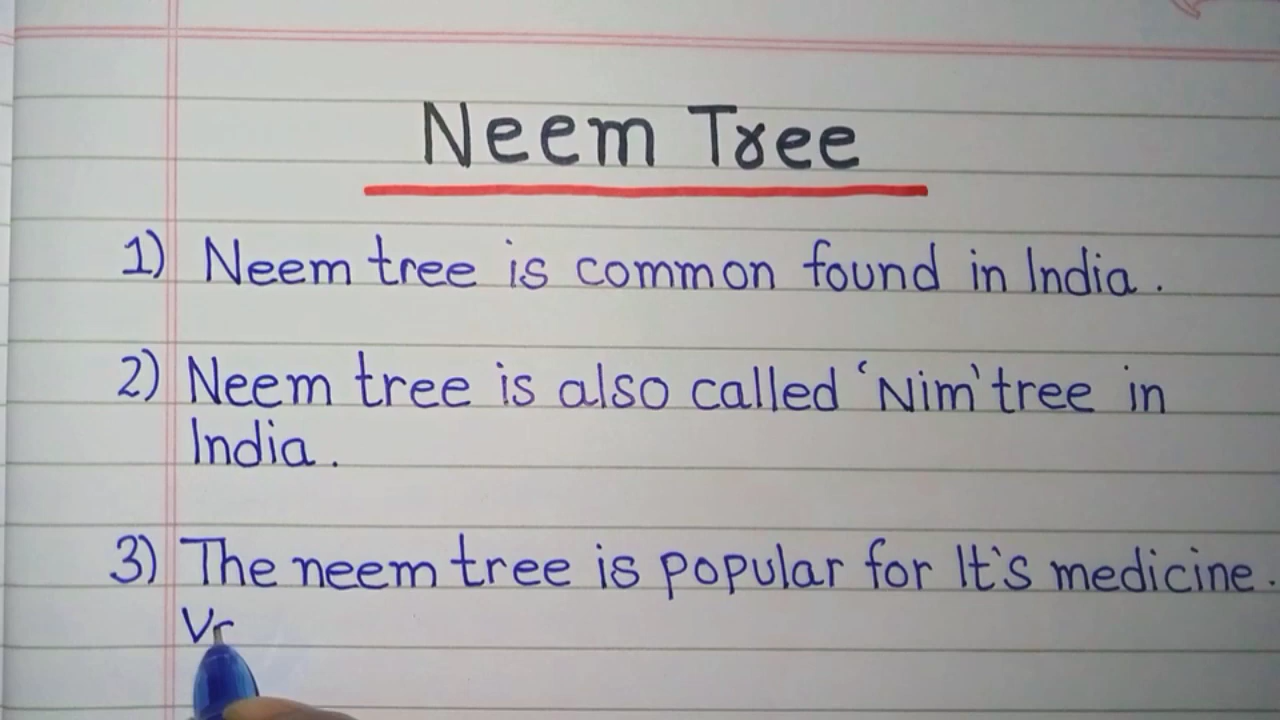 Neem Tree
1) Neem tree is common found in India.
2) Neem tree is also called 'Nim' tree in
India.
3) The neem tree is popular for It's medicine.